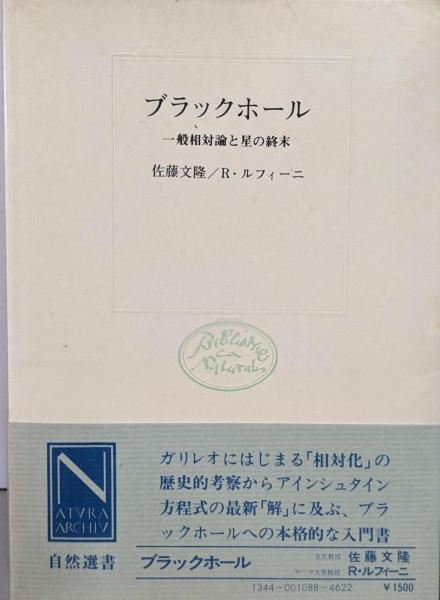 ブラックホール
一般相対論と星の終末
佐藤文隆/R・ルフィーニ
Bibliothe
ca
Naturalis
ガリレオにはじまる「相対化」の
歴史的考察からアインシュタイン
方程式の最新「解」に及ぶ、ブラ
ックホールへの本格的な入門書
N
ATVRA
ARCHIV
自然選書
ブラックホール
京大教授 佐藤文隆
ローマ大学教授 R・ルフィーニ
1344-001088-4622
¥1500